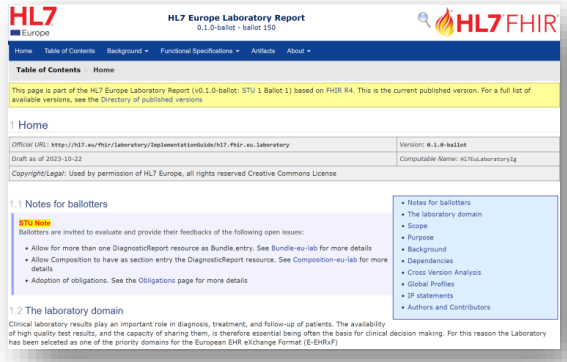 HL7
Europe
HL7 Europe Laboratory Report
0.1.0-ballot - ballot 150
HL7 FHIR
Home Table of Contents Background Functional Specifications Artifacts About
Table of Contents Home
This page is part of the HL7 Europe Laboratory Report (v0.1.0-ballot: STU 1 Ballot 1) based on FHIR R4. This is the current published version. For a full list of
available versions, see the Directory of published versions
1 Home
Official URL: http://hl7.eu/fhir/laboratory/ImplementationGuide/hl7.fhir.eu.laboratory Version: 0.1.0-ballot
Draft as of 2023-10-22 Computable Name: Hl7EuLaboratoryIg
Copyright/Legal: Used by permission of HL7 Europe, all rights reserved Creative Commons License
1.1 Notes for ballotters
STU Note
Ballotters are invited to evaluate and provide their feedbacks of the following open issues:
• Allow for more than one DiagnosticReport resource as Bundle.entry. See Bundle-eu-lab for more details
• Allow Composition to have as section entry the DiagnosticReport resource. See Composition-eu-lab for more
details
• Adoption of obligations. See the Obligations page for more details
• Notes for ballotters
• The laboratory domain
• Scope
• Purpose
• Background
• Dependencies
• Cross Version Analysis
• Global Profiles
• IP statements
• Authors and Contributors
1.2 The laboratory domain
Clinical laboratory results play an important role in diagnosis, treatment, and follow-up of patients. The availability
of high quality test results, and the capacity of sharing them, is therefore essential being often the basis for clinical decision making. For this reason the Laboratory
has been selceted as one of the priority domains for the European EHR eXchange Format (E-EHRxF)